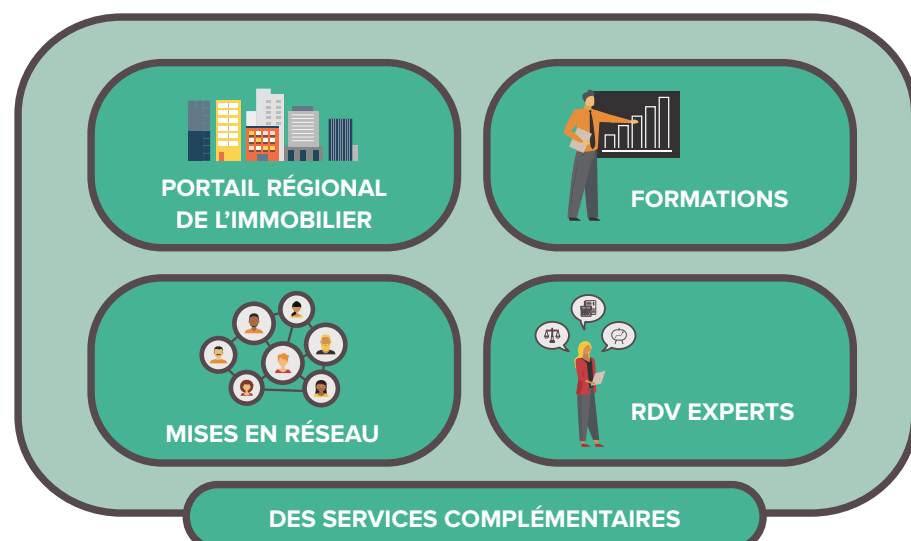 PORTAIL RÉGIONAL
DE L'IMMOBILIER
FORMATIONS
MISES EN RÉSEAU
RDV EXPERTS
DES SERVICES COMPLÉMENTAIRES